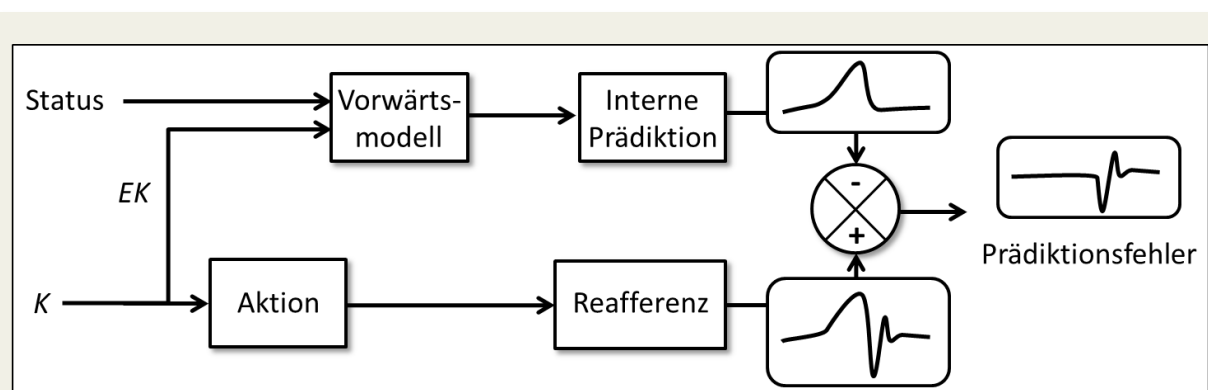 Status
Vorwärts-
modell
Interne
Prädiktion
-
+
EK
Prädiktionsfehler
K
Aktion
Reafferenz